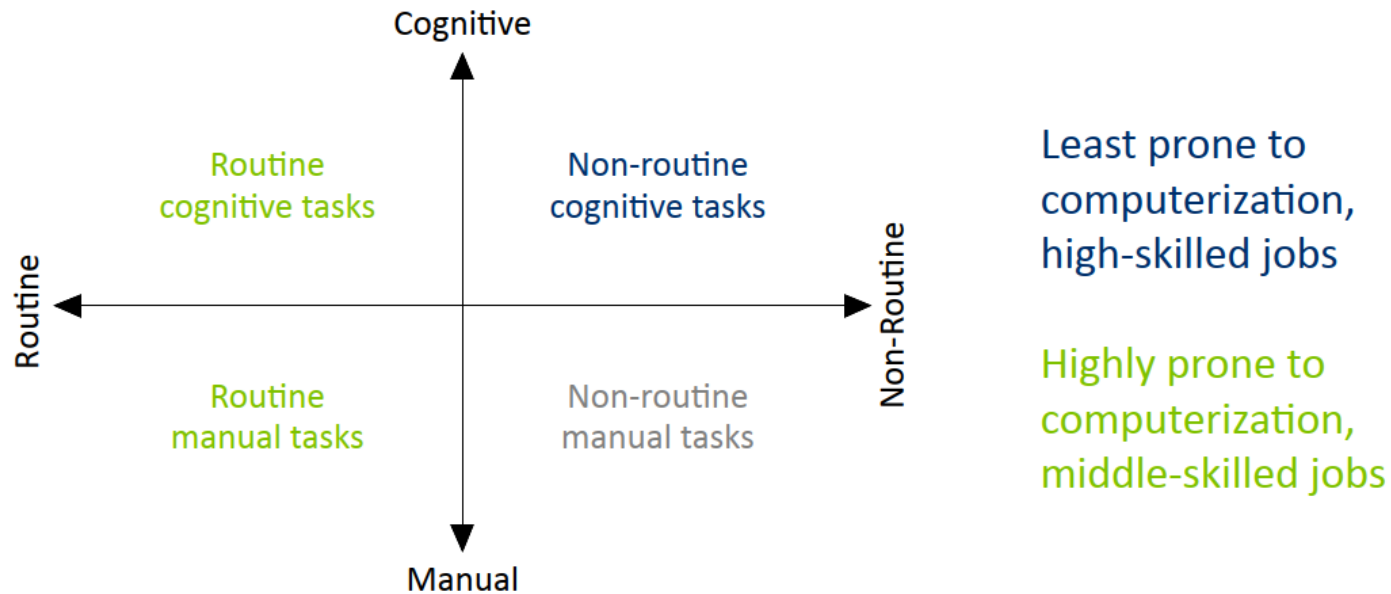 Cognitive
Routine
cognitive tasks
Non-routine
cognitive tasks
Least prone to
computerization,
high-skilled jobs
Routine
Non-Routine
Routine
manual tasks
Non-routine
manual tasks
Highly prone to
computerization,
middle-skilled jobs
Manual